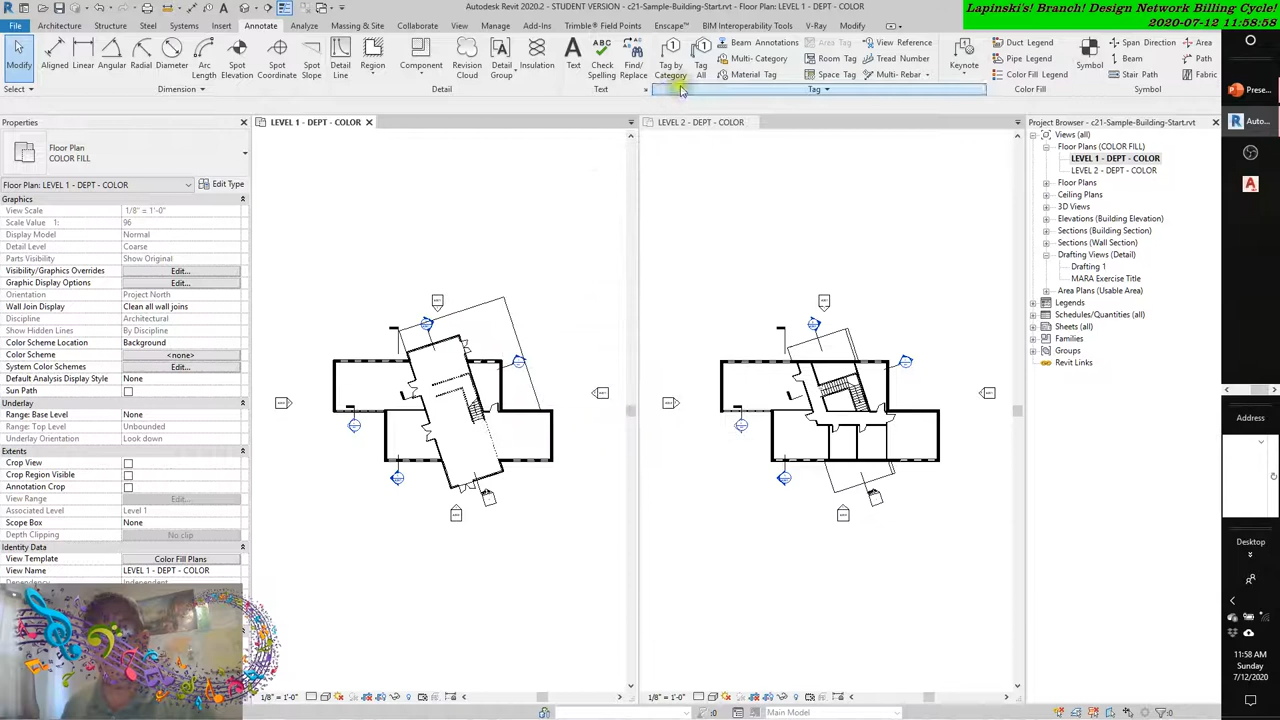 Autodesk Revit 2020.2 - STUDENT VERSION - c21-Sample-Building-Start.rvt - Floor Plan: LEVEL 1 - DEPT - COLOR
Lapinski's! Branch! Design Network Billing Cycle!
2020-07-12 11:58:58
File Architecture Structure Steel Systems Insert Annotate Analyze Massing & Site Collaborate View Manage Add-Ins Trimble® Field Points Enscape™ BIM Interoperability Tools V-Ray Modify
Modify Aligned Linear Angular Radial Diameter Arc Length Spot Elevation Spot Coordinate Spot Slope Detail Line Region Component Revision Cloud Detail Group Insulation Text Check Spelling Find/ Replace Tag by Category Tag All
Beam Annotations Area Tag View Reference
Multi- Category Room Tag Tread Number
Material Tag Space Tag Multi- Rebar
Keynote
Duct Legend
Pipe Legend
Color Fill Legend
Symbol
Span Direction Area
Beam Path
Stair Path Fabric
Select Dimension Detail Text Tag Color Fill Symbol
Properties
Floor Plan
COLOR FILL
Floor Plan: LEVEL 1 - DEPT - COLOR Edit Type
Graphics
View Scale 1/8" = 1'-0"
Scale Value 1: 96
Display Model Normal
Detail Level Coarse
Parts Visibility Show Original
Visibility/Graphics Overrides Edit...
Graphic Display Options Edit...
Orientation Project North
Wall Join Display Clean all wall joins
Discipline Architectural
Show Hidden Lines By Discipline
Color Scheme Location Background
Color Scheme <none>
System Color Schemes Edit...
Default Analysis Display Style None
Sun Path
Underlay
Range: Base Level None
Range: Top Level Unbounded
Underlay Orientation Look down
Extents
Crop View
Crop Region Visible
Annotation Crop
View Range Edit...
Associated Level Level 1
Scope Box None
Depth Clipping No clip
Identity Data
View Template Color Fill Plans
View Name LEVEL 1 - DEPT - COLOR
Dependency Independent
LEVEL 1 - DEPT - COLOR
1/8" = 1'-0"
LEVEL 2 - DEPT - COLOR
1/8" = 1'-0"
:0
Main Model
:0
Project Browser - c21-Sample-Building-Start.rvt
Views (all)
Floor Plans (COLOR FILL)
LEVEL 1 - DEPT - COLOR
LEVEL 2 - DEPT - COLOR
Floor Plans
Ceiling Plans
3D Views
Elevations (Building Elevation)
Sections (Building Section)
Sections (Wall Section)
Drafting Views (Detail)
Drafting 1
MARA Exercise Title
Area Plans (Usable Area)
Legends
Schedules/Quantities (all)
Sheets (all)
Families
Groups
Revit Links
Prese...
Auto...
Address
Desktop
11:58 AM
Sunday
7/12/2020